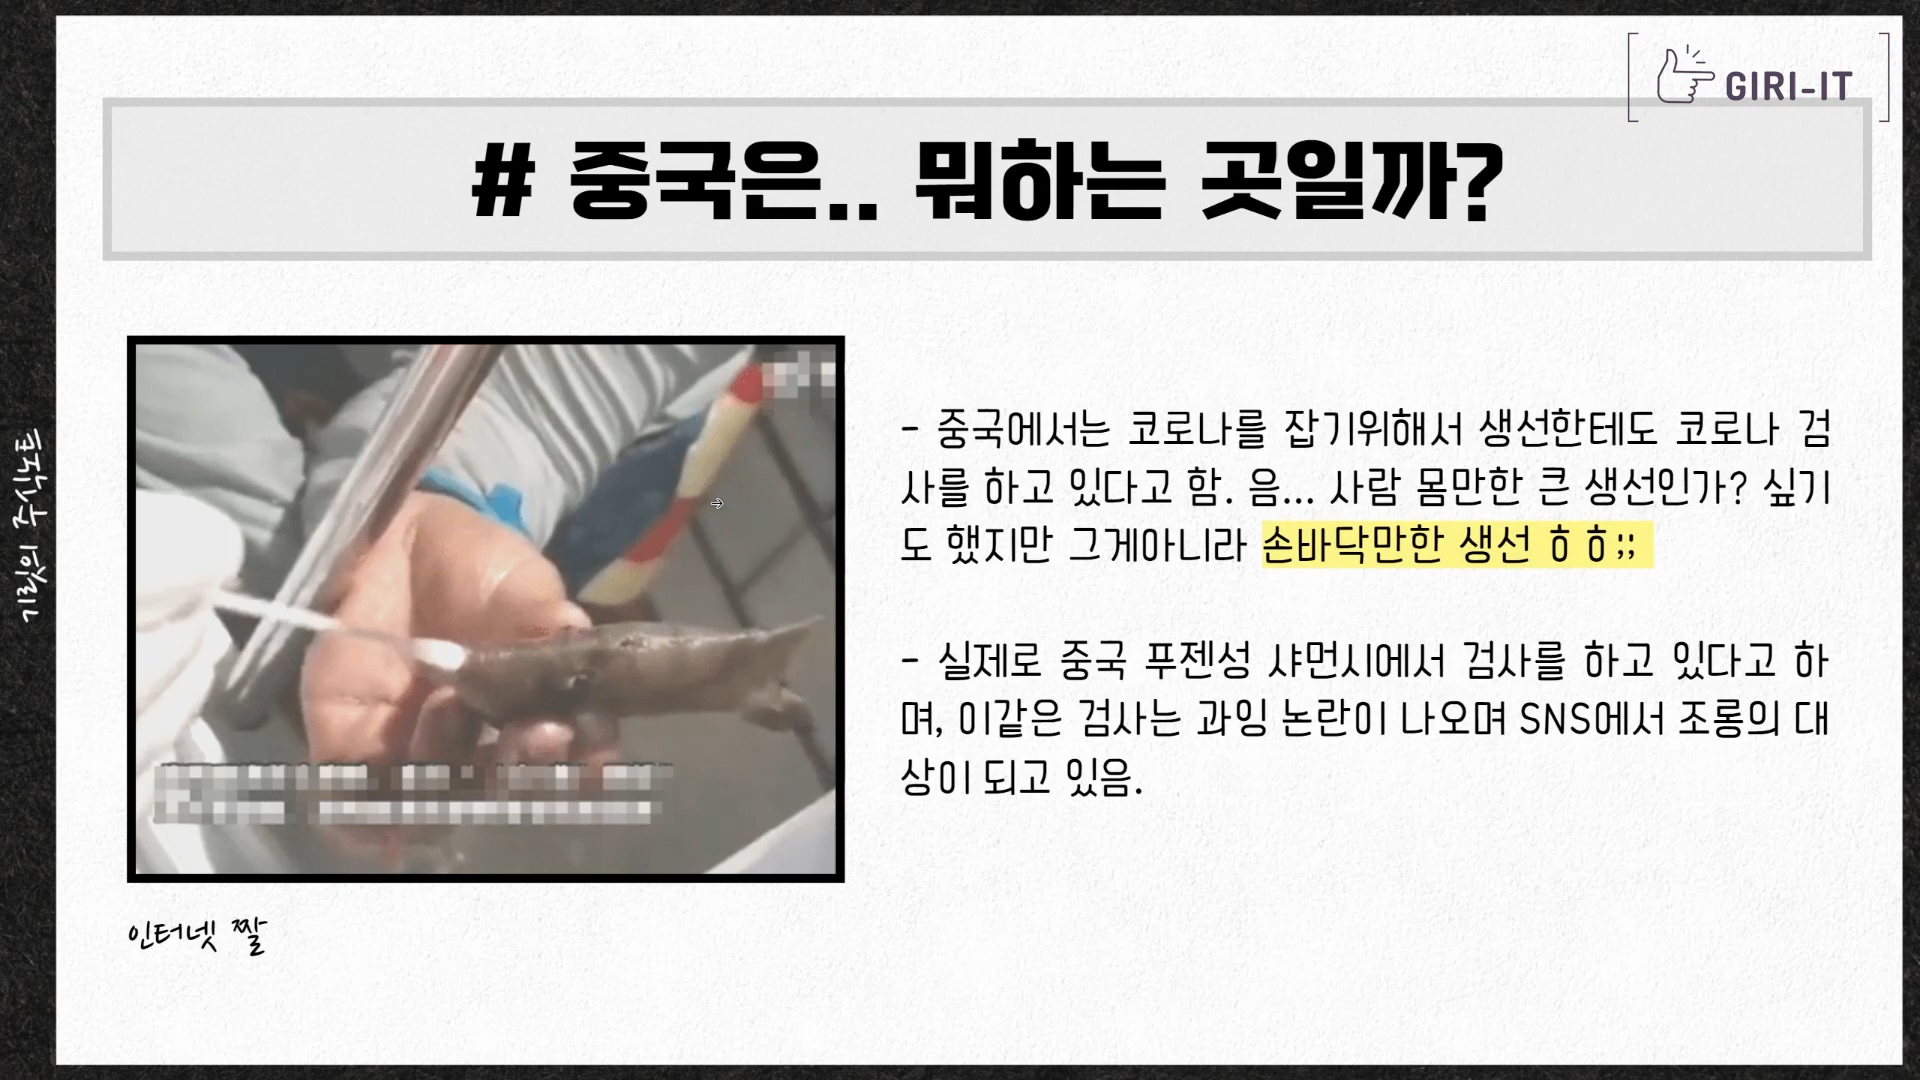 GIRI-IT
# 중국은.. 뭐하는 곳일까?
- 중국에서는 코로나를 잡기위해서 생선한테도 코로나 검
사를 하고 있다고 함. 음... 사람 몸만한 큰 생선인가? 싶기
도 했지만 그게아니라 손바닥만한 생선 ㅎㅎ;;
- 실제로 중국 푸젠성 샤먼시에서 검사를 하고 있다고 하
며, 이같은 검사는 과잉 논란이 나오며 SNS에서 조롱의 대
상이 되고 있음.
인터넷 짤
기릿의 주식노트